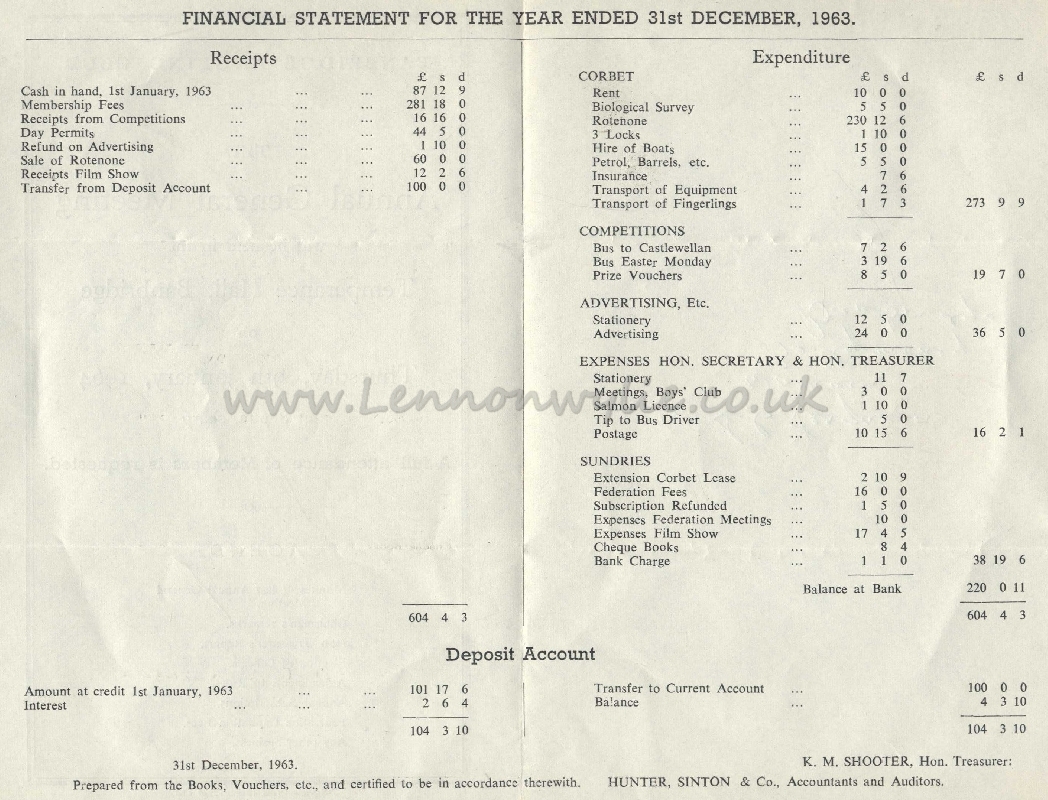 FINANCIAL STATEMENT FOR THE YEAR ENDED 31st DECEMBER, 1963.
Receipts
£ s d
Cash in hand, 1st January, 1963 ... ... 87 12 9
Membership Fees ... ... ... 281 18 0
Receipts from Competitions ... ... ... 16 16 0
Day Permits ... ... ... 44 5 0
Refund on Advertising ... ... ... 1 10 0
Sale of Rotenone ... ... ... 60 0 0
Receipts Film Show ... ... ... 12 2 6
Transfer from Deposit Account ... ... 100 0 0
604 4 3
Expenditure
CORBET £ s d £ s d
Rent ... 10 0 0
Biological Survey ... 5 5 0
Rotenone ... 230 12 6
3 Locks ... 1 10 0
Hire of Boats ... 15 0 0
Petrol, Barrels, etc. ... 5 5 0
Insurance ... 7 6
Transport of Equipment ... 4 2 6
Transport of Fingerlings ... 1 7 3 273 9 9
COMPETITIONS
Bus to Castlewellan ... 7 2 6
Bus Easter Monday ... 3 19 6
Prize Vouchers ... 8 5 0 19 7 0
ADVERTISING, Etc.
Stationery ... 12 5 0
Advertising ... 24 0 0 36 5 0
EXPENSES HON. SECRETARY & HON. TREASURER
Stationery ... 11 7
Meetings, Boys' Club ... 3 0 0
Salmon Licence ... 1 10 0
Tip to Bus Driver ... 5 0
Postage ... 10 15 6 16 2 1
SUNDRIES
Extension Corbet Lease ... 2 10 9
Federation Fees ... 16 0 0
Subscription Refunded ... 1 5 0
Expenses Federation Meetings ... 10 0
Expenses Film Show ... 17 4 5
Cheque Books ... 8 4
Bank Charge ... 1 1 0 38 19 6
Balance at Bank 220 0 11
604 4 3
www.Lennonwylie.co.uk
Deposit Account
Amount at credit 1st January, 1963 ... ... 101 17 6
Interest ... ... ... 2 6 4
104 3 10
Transfer to Current Account ... 100 0 0
Balance ... 4 3 10
104 3 10
31st December, 1963.
K. M. SHOOTER, Hon. Treasurer:
Prepared from the Books, Vouchers, etc., and certified to be in accordance therewith. HUNTER, SINTON & Co., Accountants and Auditors.